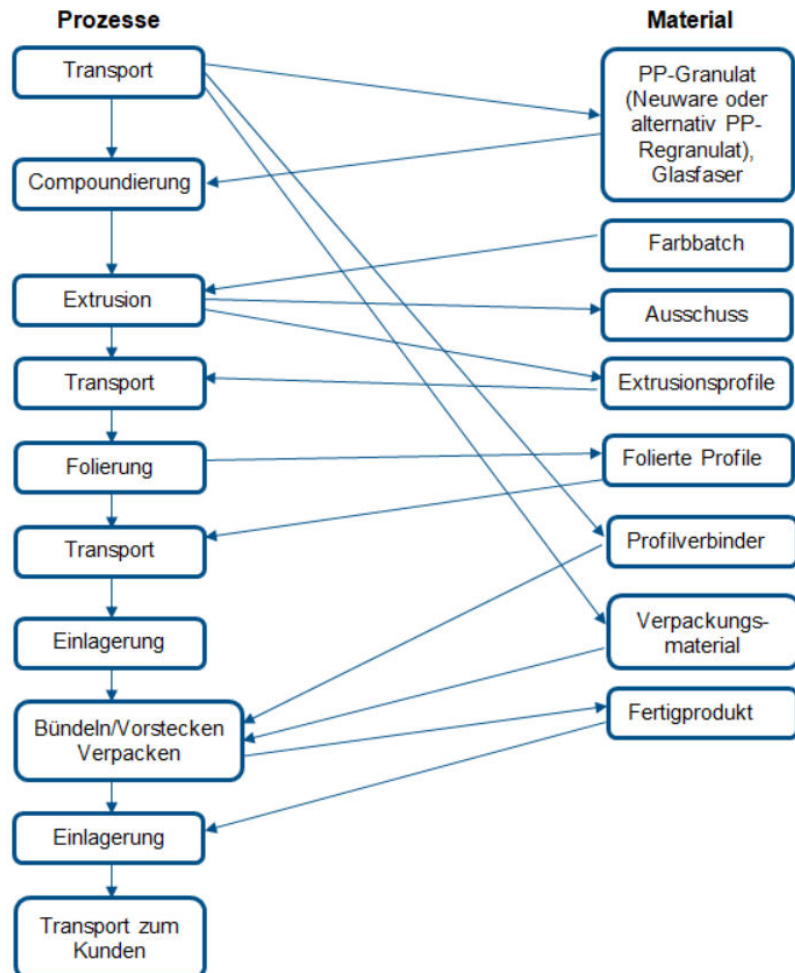 Prozesse
Material
Transport
Compoundierung
Extrusion
Transport
Folierung
Transport
Einlagerung
Bündeln/Vorstecken
Verpacken
Einlagerung
Transport zum
Kunden
PP-Granulat
(Neuware oder
alternativ PP-
Regranulat),
Glasfaser
Farbbatch
Ausschuss
Extrusionsprofile
Folierte Profile
Profilverbinder
Verpackungs-
material
Fertigprodukt